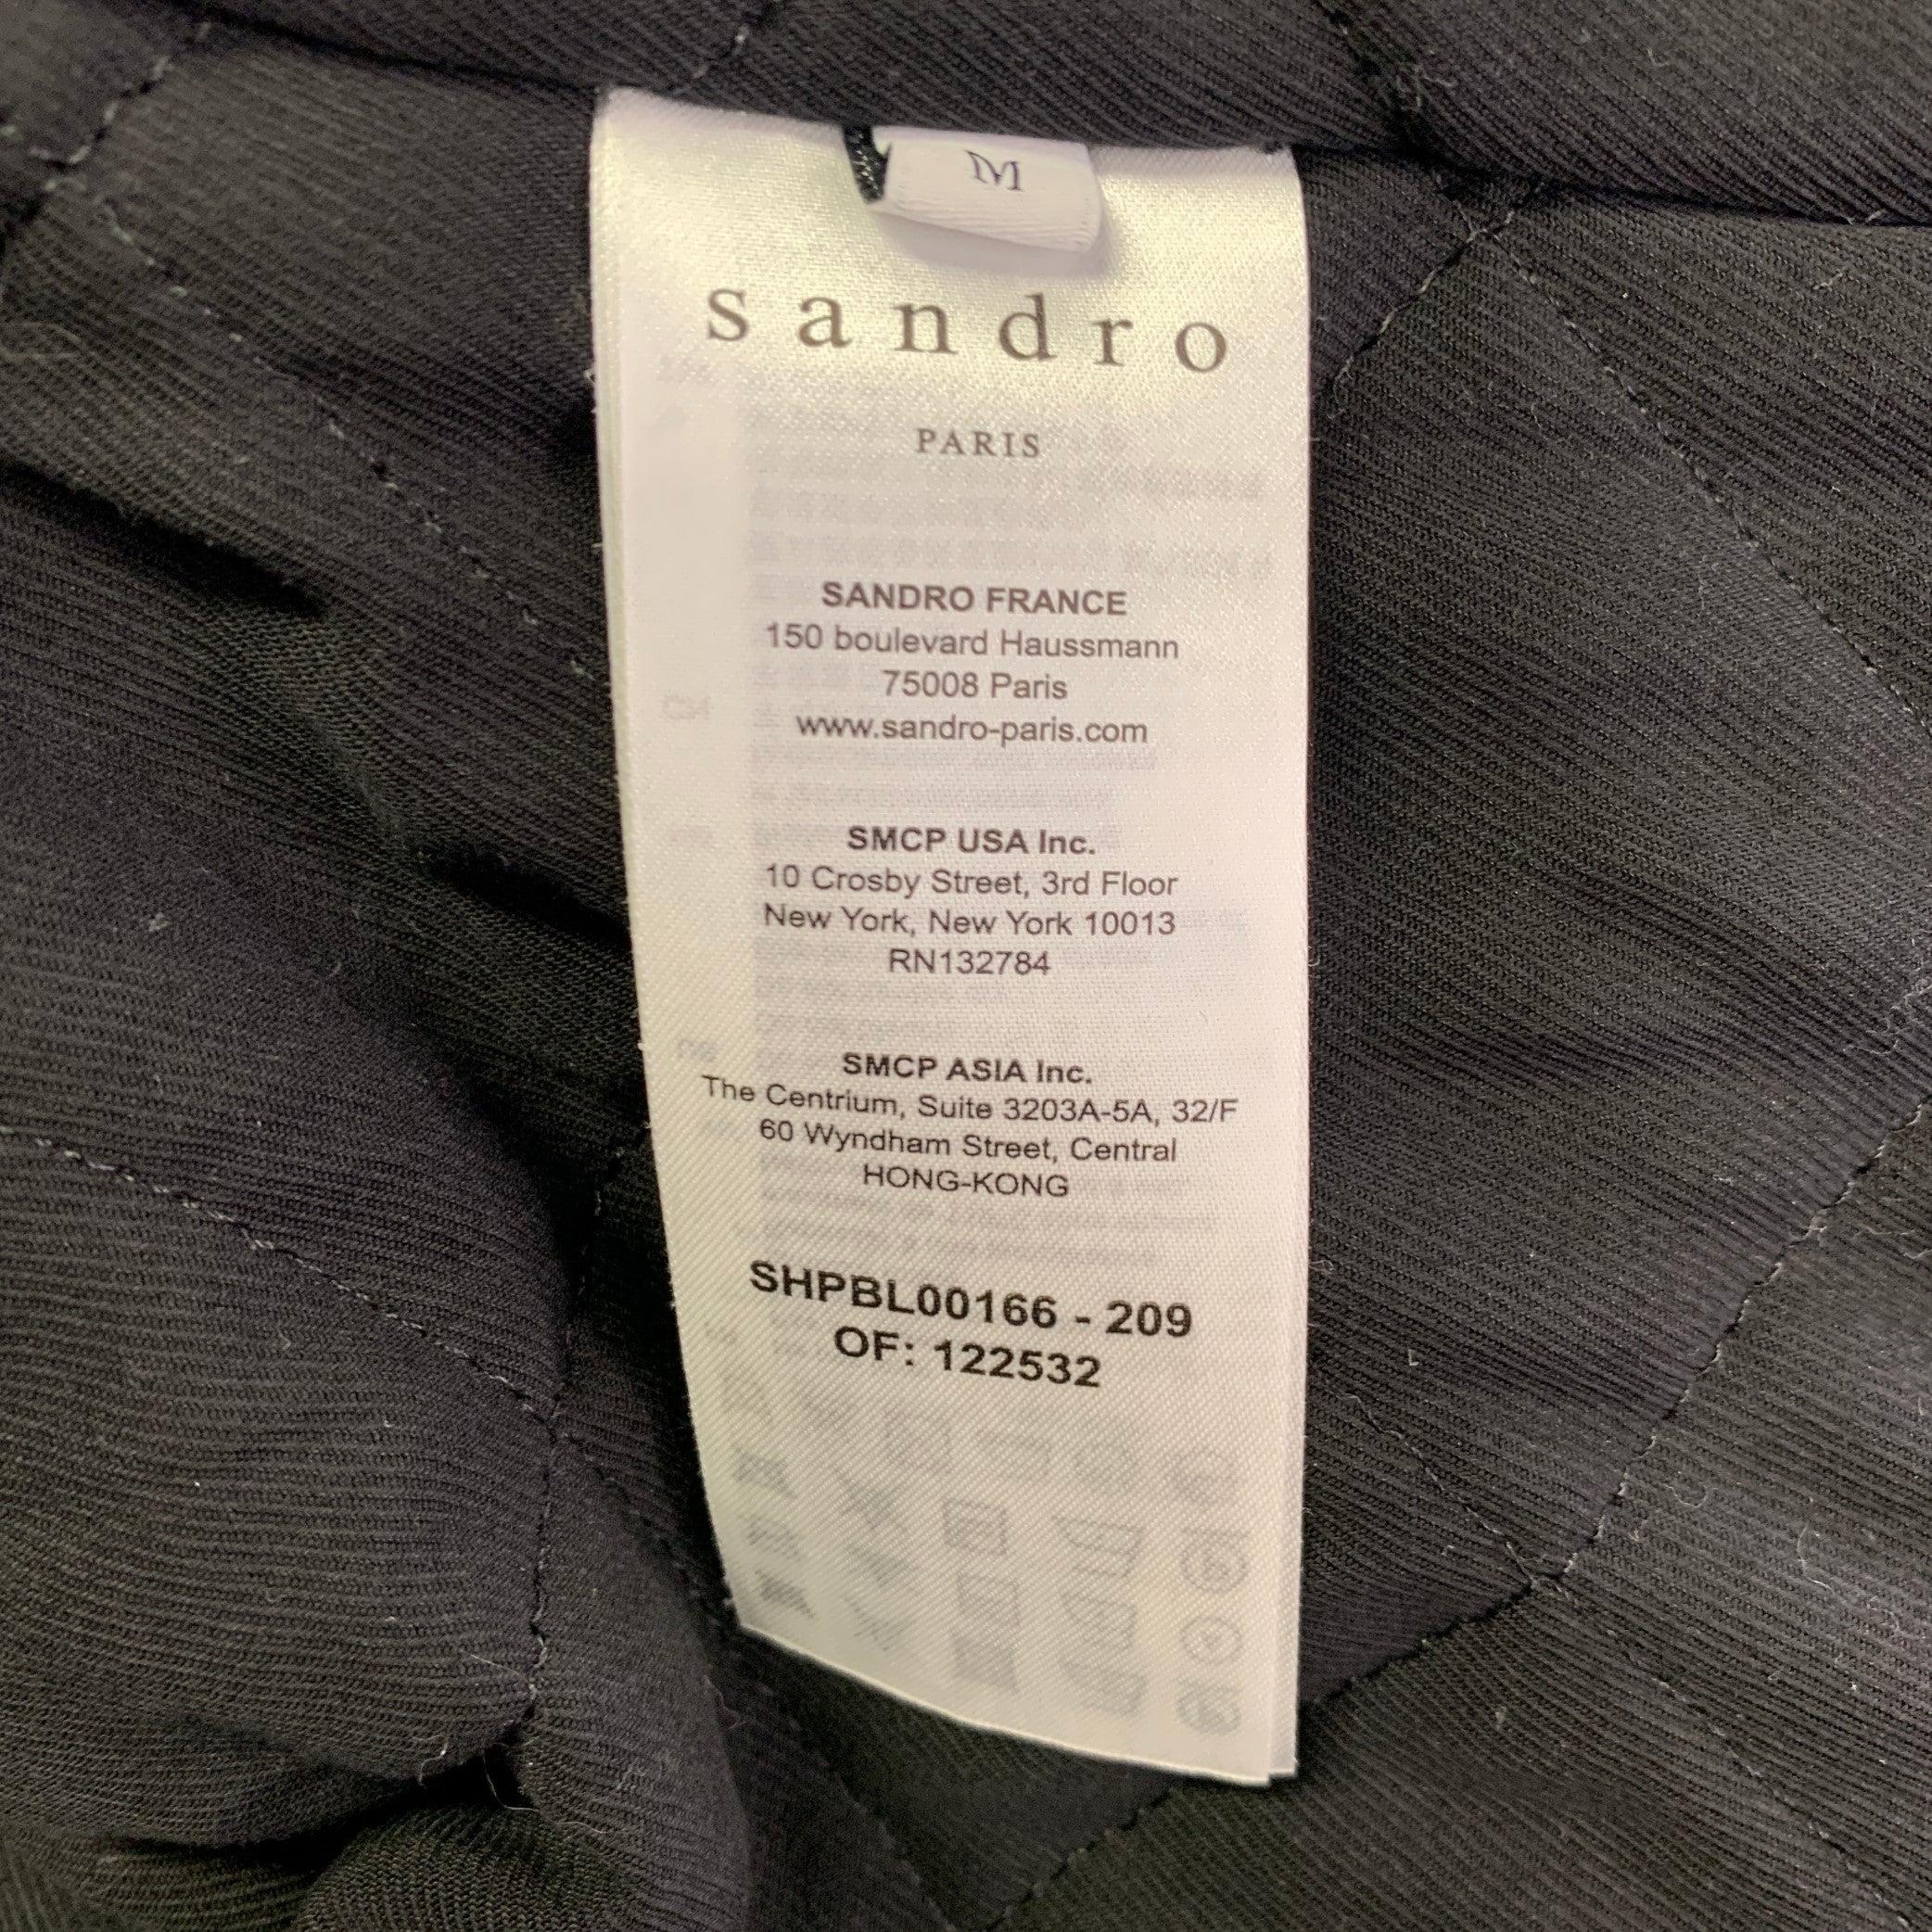 M
sandro
PARIS
SANDRO FRANCE
150 boulevard Haussmann
75008 Paris
www.sandro-paris.com
SMCP USA Inc.
10 Crosby Street, 3rd Floor
New York, New York 10013
RN132784
SMCP ASIA Inc.
The Centrium, Suite 3203A-5A, 32/F
60 Wyndham Street, Central
HONG-KONG
SHPBL00166 - 209
OF: 122532